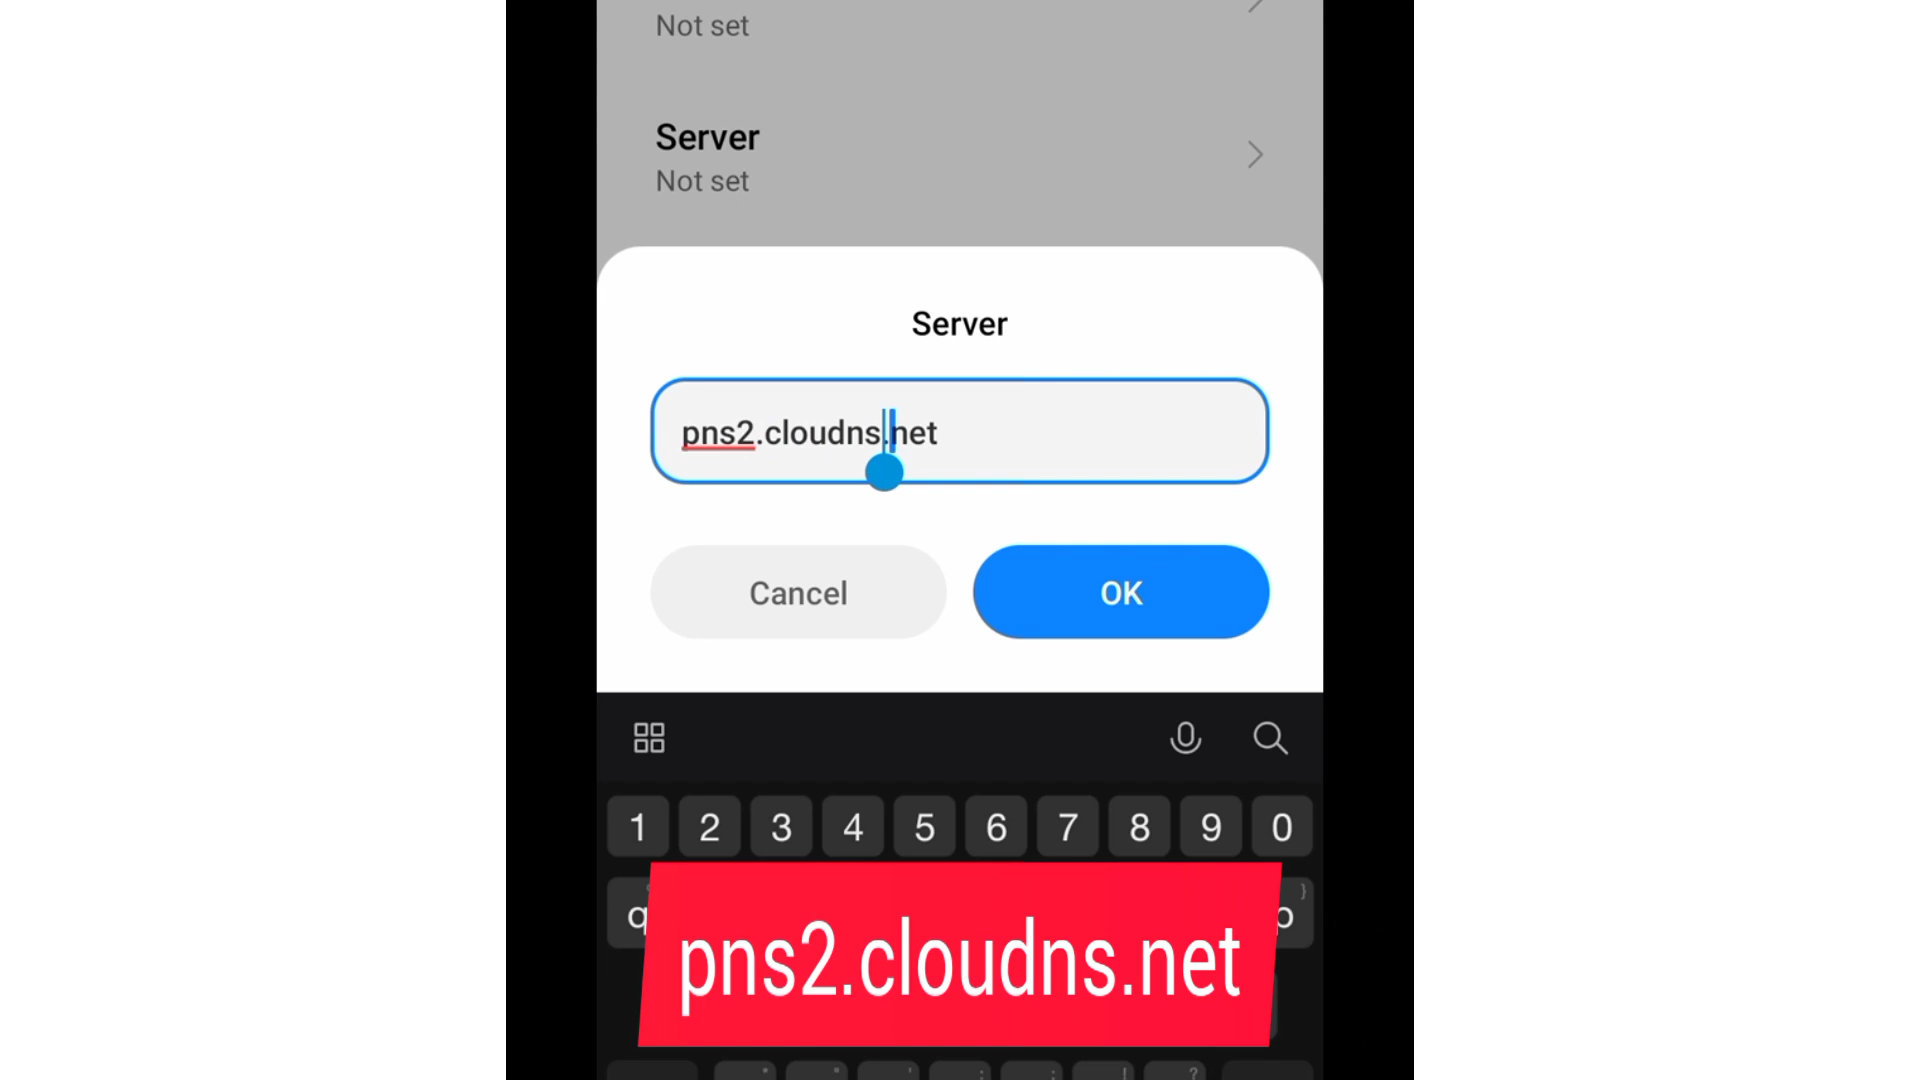 Not set
Server
Not set
Server
pns2.cloudns.net
Cancel OK
1 2 3 4 5 6 7 8 9 0
q p
pns2.cloudns.net